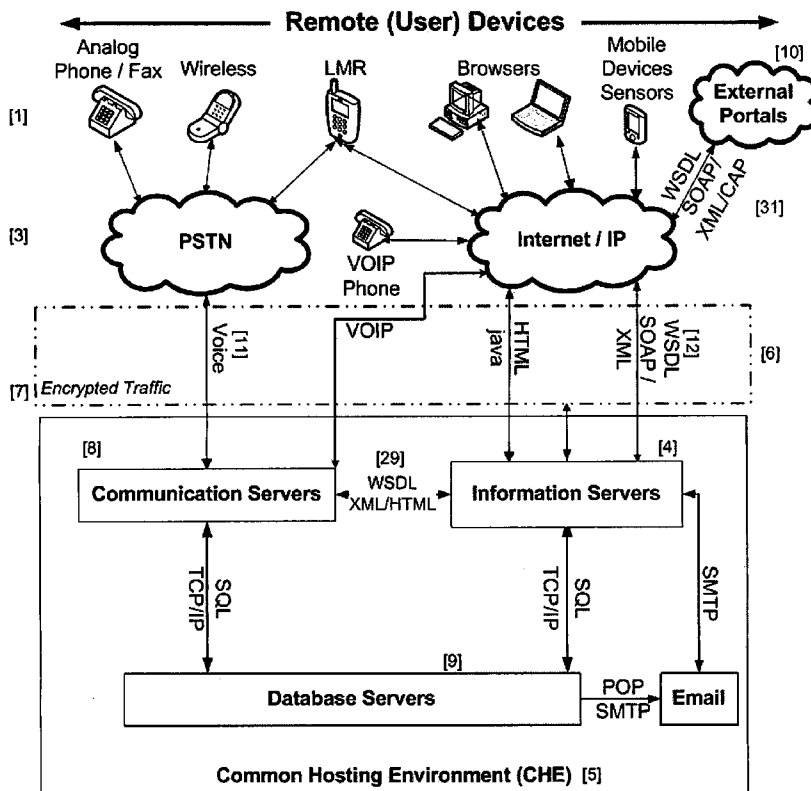 Remote (User) Devices
Analog
Phone / Fax
Wireless
LMR
Browsers
Mobile
Devices
Sensors
[10]
External
Portals
[1]
WSDL
SOAP/
XML/CAP
[31]
[3]
PSTN
Internet / IP
VOIP
Phone
VOIP
[11]
Voice
HTML
java
[12]
WSDL
SOAP /
XML
[6]
[7]
Encrypted Traffic
[8]
[29]
[4]
Communication Servers
WSDL
XML/HTML
Information Servers
SQL
TCP/IP
SQL
TCP/IP
SMTP
[9]
Database Servers
POP
SMTP
Email
Common Hosting Environment (CHE) [5]